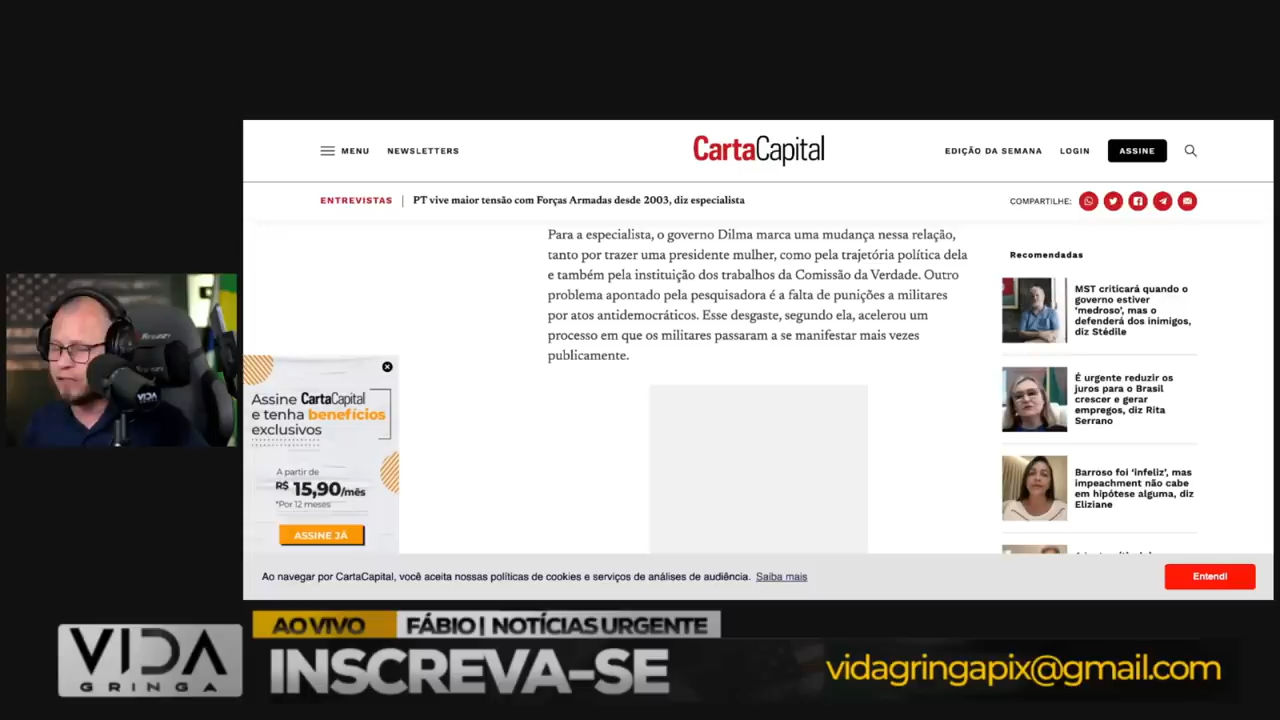 MENU
NEWSLETTERS
CartaCapital
EDIÇÃO DA SEMANA
LOGIN
ASSINE
ENTREVISTAS | PT vive maior tensão com Forças Armadas desde 2003, diz especialista
COMPARTILHE:
Para a especialista, o governo Dilma marca uma mudança nessa relação,
tanto por trazer uma presidente mulher, como pela trajetória política dela
e também pela instituição dos trabalhos da Comissão da Verdade. Outro
problema apontado pela pesquisadora é a falta de punições a militares
por atos antidemocráticos. Esse desgaste, segundo ela, acelerou um
processo em que os militares passaram a se manifestar mais vezes
publicamente.
Recomendadas
MST criticará quando o
governo estiver
'medroso', mas o
defenderá dos inimigos,
diz Stédile
É urgente reduzir os
juros para o Brasil
crescer e gerar
empregos, diz Rita
Serrano
Barroso foi 'infeliz', mas
impeachment não cabe
em hipótese alguma, diz
Eliziane
VIDA
Assine CartaCapital
e tenha benefícios
exclusivos
A partir de
R$ 15,90/mês
*Por 12 meses
ASSINE JÁ
Ao navegar por CartaCapital, você aceita nossas políticas de cookies e serviços de análises de audiência. Saiba mais
Entendi
AO VIVO
FÁBIO | NOTÍCIAS URGENTE
VIDA
GRINGA
INSCREVA-SE
vidagringapix@gmail.com